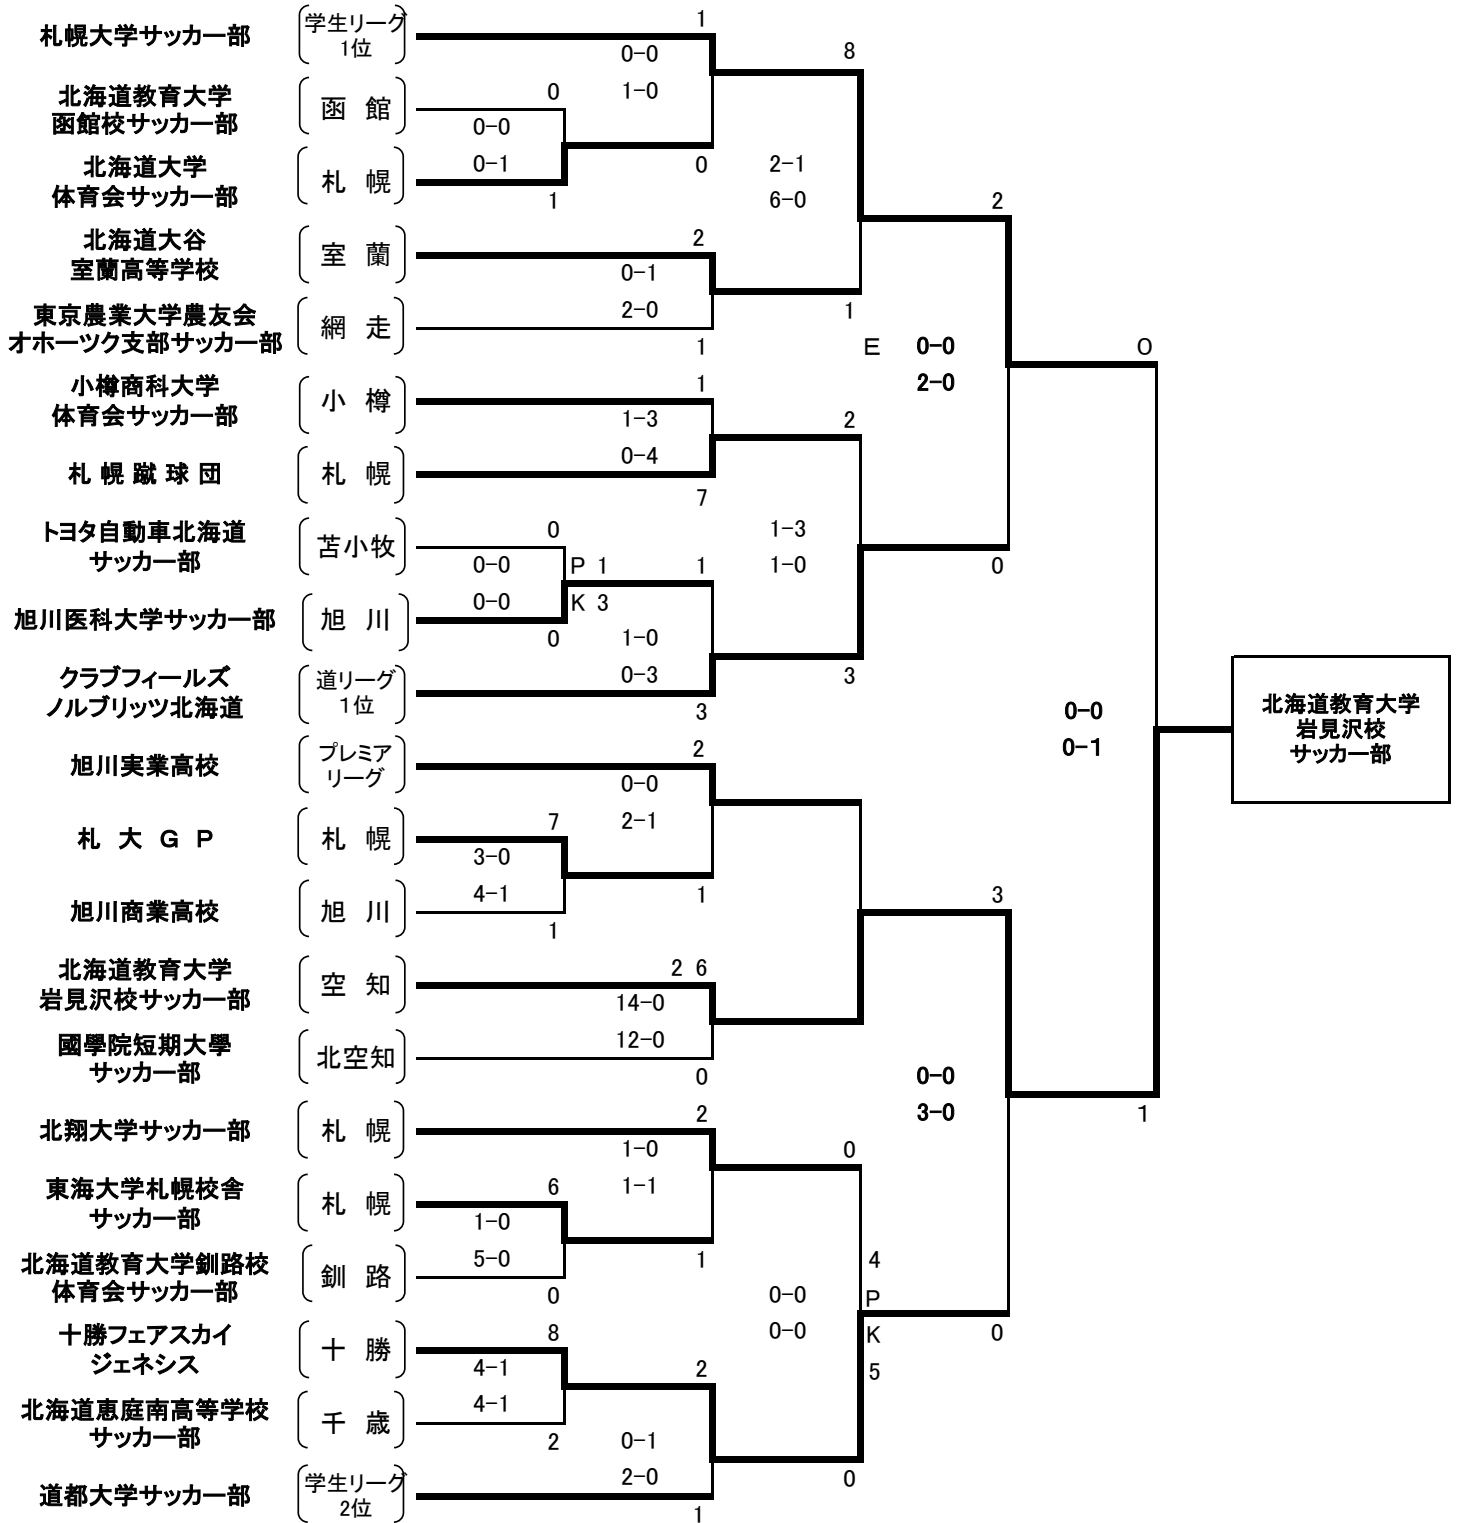 札幌大学サッカー部
学生リーグ
1位
1
0-0
1-0
8
北海道教育大学
函館校サッカー部
函 館
0
0-0
0-1
北海道大学
体育会サッカー部
札 幌
1
0
2-1
6-0
2
北海道大谷
室蘭高等学校
室 蘭
2
0-1
2-0
東京農業大学農友会
オホーツク支部サッカー部
網 走
1
1
E
0-0
2-0
0
小樽商科大学
体育会サッカー部
小 樽
1
1-3
0-4
2
札 幌 蹴 球 団
札 幌
7
1-3
1-0
0
トヨタ自動車北海道
サッカー部
苫小牧
0
0-0
0-0
P 1
K 3
1
旭川医科大学サッカー部
旭 川
0
1-0
0-3
クラブフィールズ
ノルブリッツ北海道
道リーグ
1位
3
3
0-0
0-1
北海道教育大学
岩見沢校
サッカー部
旭川実業高校
プレミア
リーグ
2
0-0
2-1
札 大 G P
札 幌
7
3-0
4-1
旭川商業高校
旭 川
1
1
3
北海道教育大学
岩見沢校サッカー部
空 知
2 6
14-0
12-0
國學院短期大學
サッカー部
北空知
0
0-0
3-0
1
北翔大学サッカー部
札 幌
2
1-0
1-1
0
東海大学札幌校舎
サッカー部
札 幌
6
1-0
5-0
北海道教育大学釧路校
体育会サッカー部
釧 路
0
1
0-0
0-0
4
P
K
5
0
十勝フェアスカイ
ジェネシス
十 勝
8
4-1
4-1
2
北海道恵庭南高等学校
サッカー部
千 歳
2
0-1
2-0
0
道都大学サッカー部
学生リーグ
2位
1